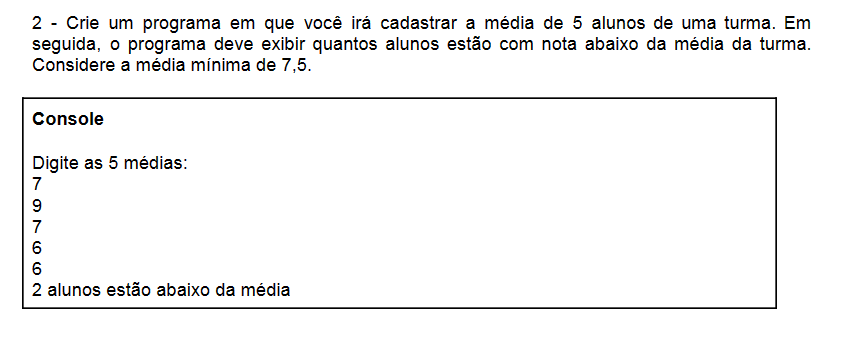 2 - Crie um programa em que você irá cadastrar a média de 5 alunos de uma turma. Em
seguida, o programa deve exibir quantos alunos estão com nota abaixo da média da turma.
Considere a média mínima de 7,5.
Console
Digite as 5 médias:
7
9
7
6
6
2 alunos estão abaixo da média